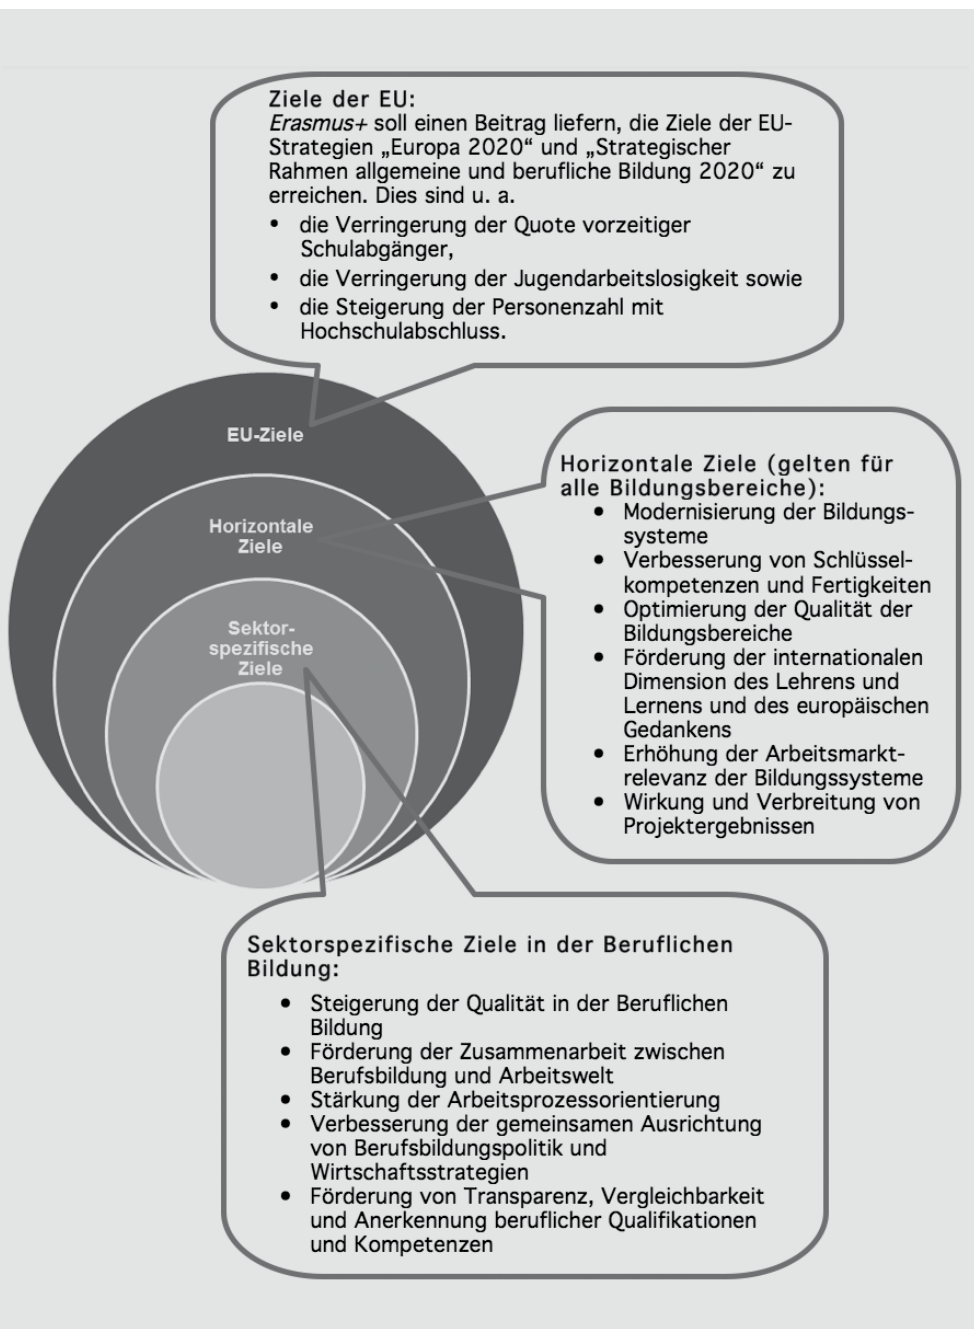 Ziele der EU:
Erasmus+ soll einen Beitrag liefern, die Ziele der EU-
Strategien „Europa 2020“ und „Strategischer
Rahmen allgemeine und berufliche Bildung 2020“ zu
erreichen. Dies sind u. a.
• die Verringerung der Quote vorzeitiger
Schulabgänger,
• die Verringerung der Jugendarbeitslosigkeit sowie
• die Steigerung der Personenzahl mit
Hochschulabschluss.
EU-Ziele
Horizontale
Ziele
Sektor-
spezifische
Ziele
Horizontale Ziele (gelten für
alle Bildungsbereiche):
• Modernisierung der Bildungs-
systeme
• Verbesserung von Schlüssel-
kompetenzen und Fertigkeiten
• Optimierung der Qualität der
Bildungsbereiche
• Förderung der internationalen
Dimension des Lehrens und
Lernens und des europäischen
Gedankens
• Erhöhung der Arbeitsmarkt-
relevanz der Bildungssysteme
• Wirkung und Verbreitung von
Projektergebnissen
Sektorspezifische Ziele in der Beruflichen
Bildung:
• Steigerung der Qualität in der Beruflichen
Bildung
• Förderung der Zusammenarbeit zwischen
Berufsbildung und Arbeitswelt
• Stärkung der Arbeitsprozessorientierung
• Verbesserung der gemeinsamen Ausrichtung
von Berufsbildungspolitik und
Wirtschaftsstrategien
• Förderung von Transparenz, Vergleichbarkeit
und Anerkennung beruflicher Qualifikationen
und Kompetenzen